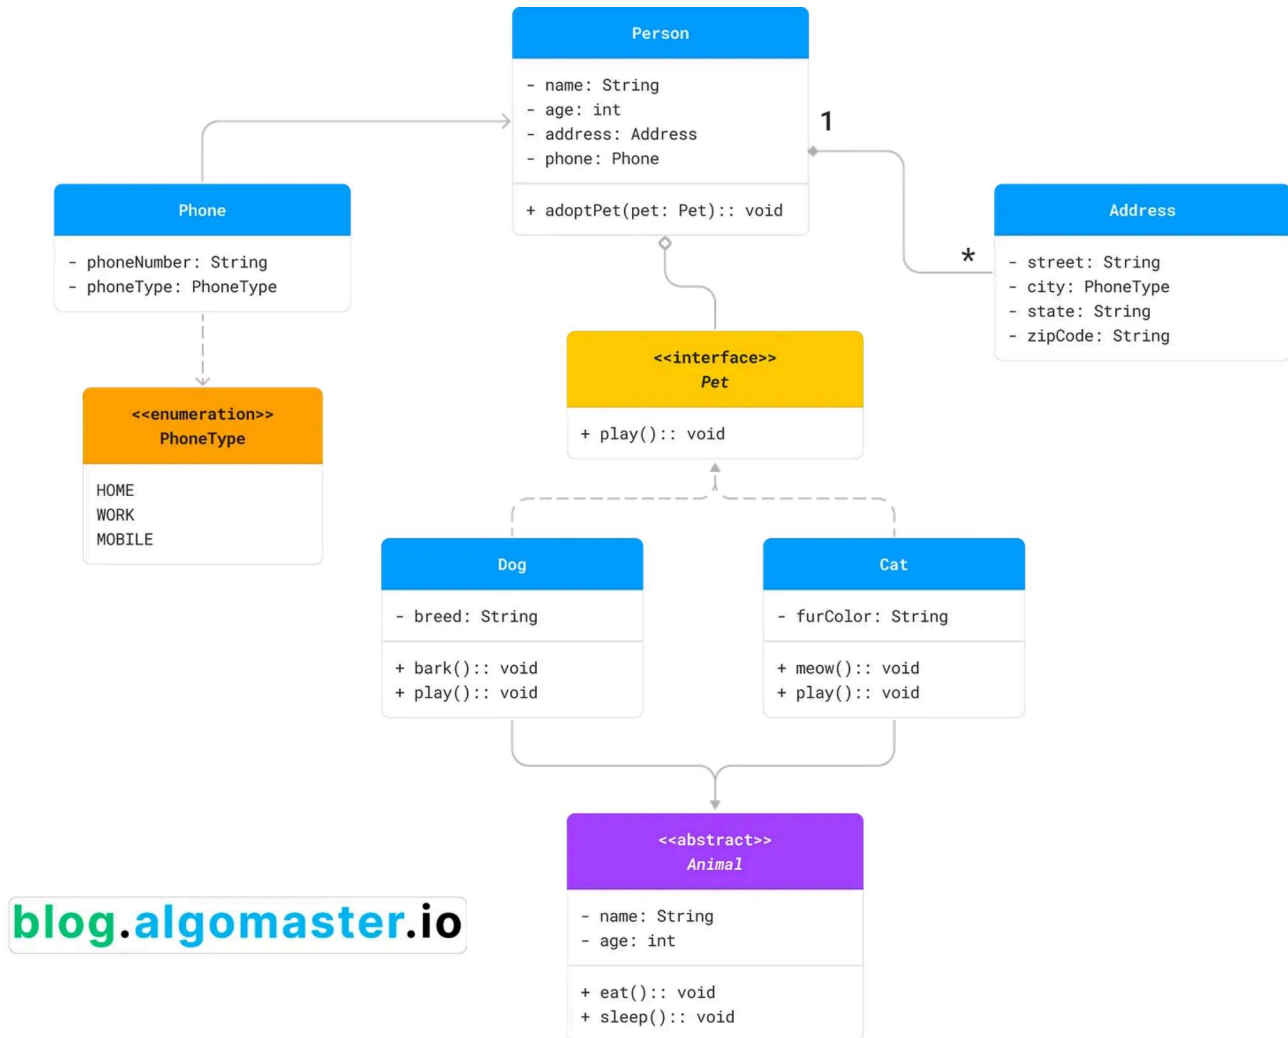 Person
- name: String
- age: int
- address: Address
- phone: Phone
+ adoptPet(pet: Pet):: void
1
*
Phone
- phoneNumber: String
- phoneType: PhoneType
Address
- street: String
- city: PhoneType
- state: String
- zipCode: String
<<interface>>
Pet
+ play():: void
<<enumeration>>
PhoneType
HOME
WORK
MOBILE
Dog
- breed: String
+ bark():: void
+ play():: void
Cat
- furColor: String
+ meow():: void
+ play():: void
<<abstract>>
Animal
- name: String
- age: int
+ eat():: void
+ sleep():: void
blog.algomaster.io